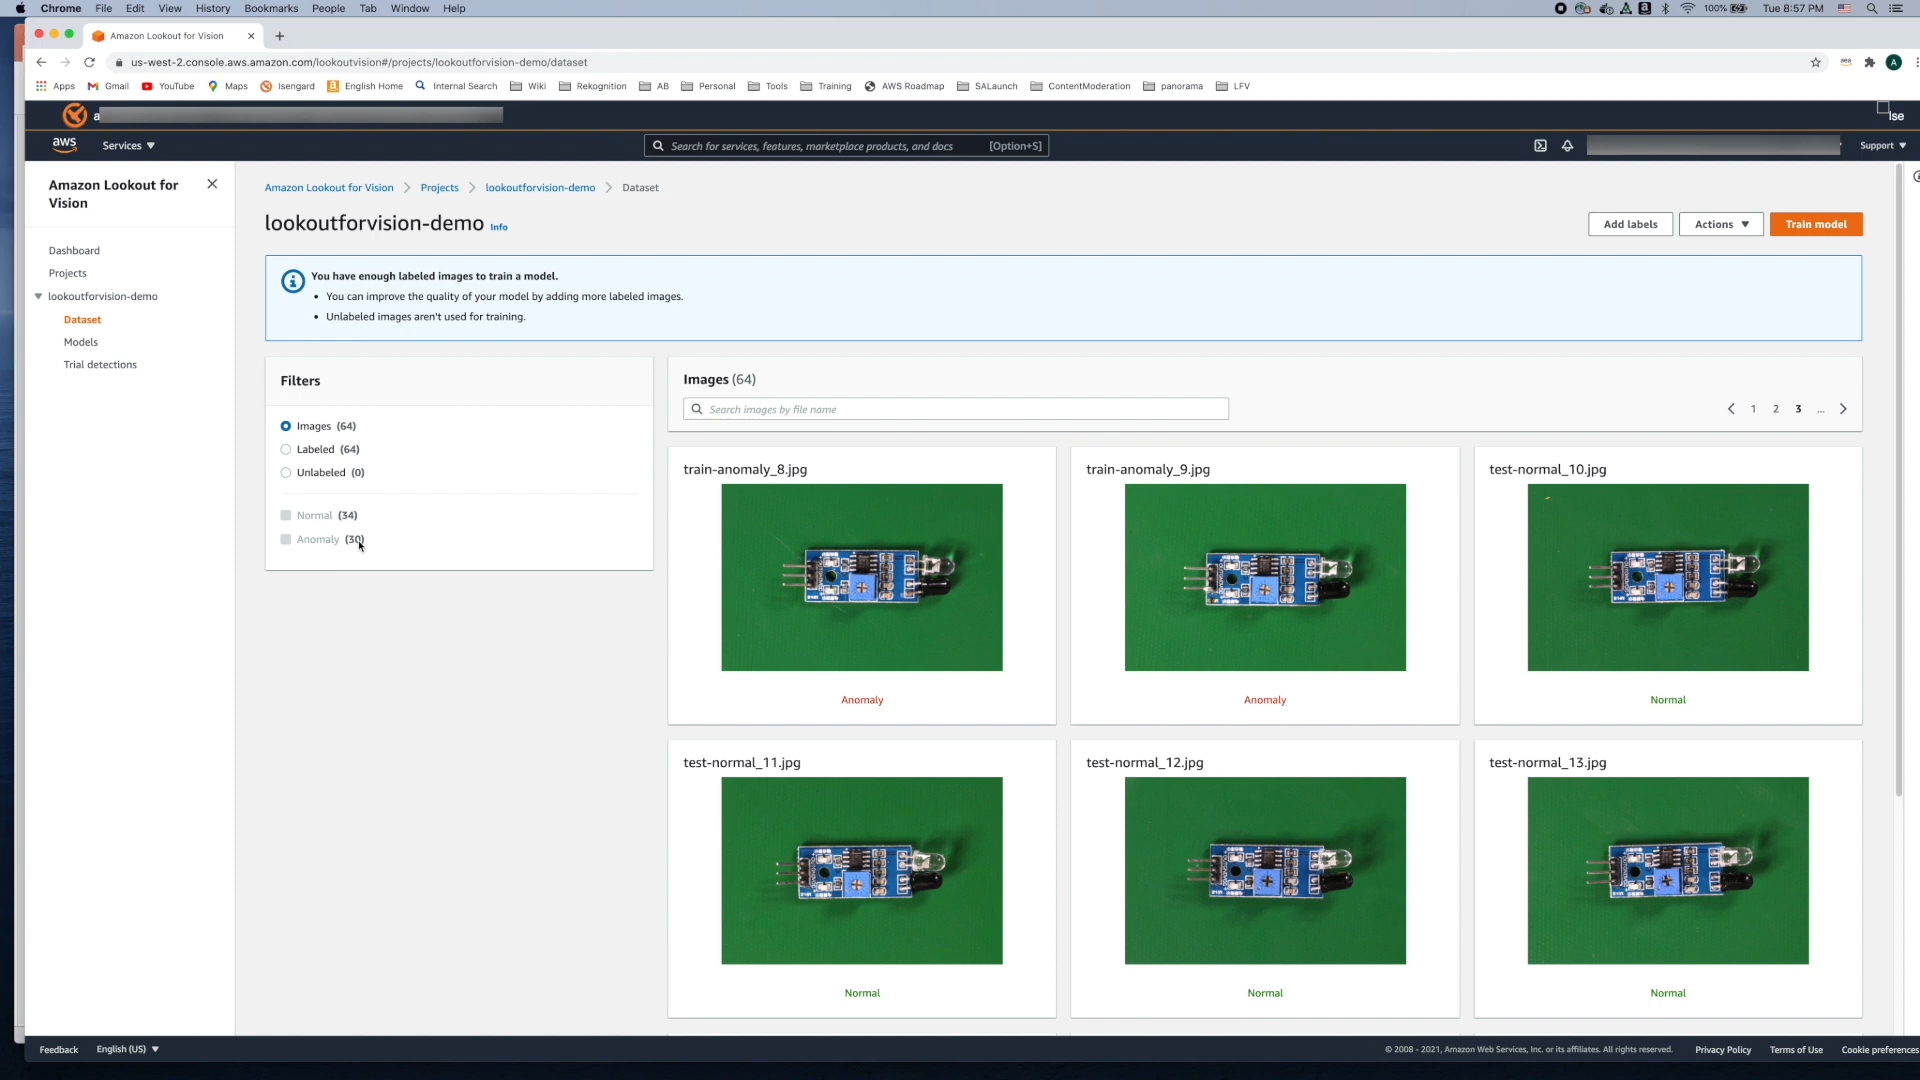 Chrome File Edit View History Bookmarks People Tab Window Help 100% Tue 8:57 PM
Amazon Lookout for Vision
us-west-2.console.aws.amazon.com/lookoutvision#/projects/lookoutforvision-demo/dataset
Apps Gmail YouTube Maps Isengard English Home Internal Search Wiki Rekognition AB Personal Tools Training AWS Roadmap SALaunch ContentModeration panorama LFV
a
lse
aws Services Search for services, features, marketplace products, and docs [Option+S] Support
Amazon Lookout for
Vision
Dashboard
Projects
lookoutforvision-demo
Dataset
Models
Trial detections
Amazon Lookout for Vision Projects lookoutforvision-demo Dataset
lookoutforvision-demo Info
Add labels Actions Train model
You have enough labeled images to train a model.
• You can improve the quality of your model by adding more labeled images.
• Unlabeled images aren't used for training.
Filters
Images (64)
Labeled (64)
Unlabeled (0)
Normal (34)
Anomaly (30)
Images (64)
Search images by file name
1 2 3 ...
train-anomaly_8.jpg
Anomaly
train-anomaly_9.jpg
Anomaly
test-normal_10.jpg
Normal
test-normal_11.jpg
Normal
test-normal_12.jpg
Normal
test-normal_13.jpg
Normal
Feedback English (US) © 2008 - 2021, Amazon Web Services, Inc. or its affiliates. All rights reserved. Privacy Policy Terms of Use Cookie preferences